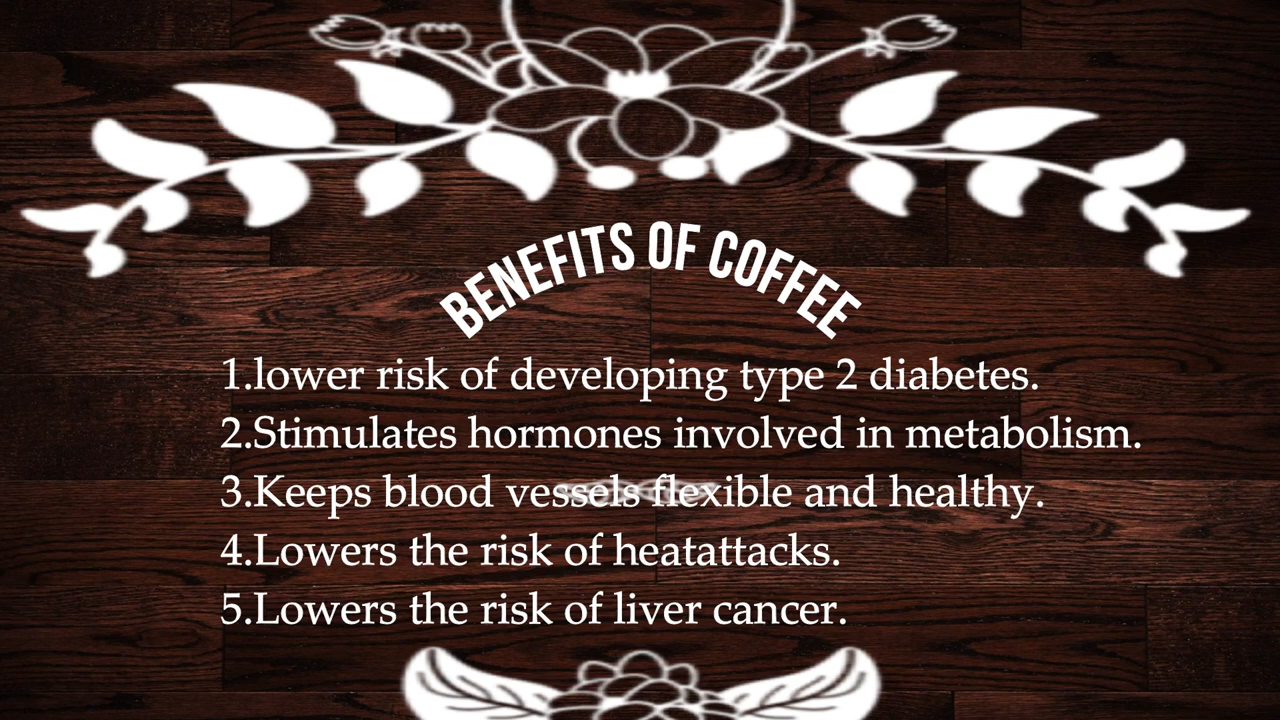 BENEFITS OF COFFEE
1.lower risk of developing type 2 diabetes.
2.Stimulates hormones involved in metabolism.
3.Keeps blood vessels flexible and healthy.
4.Lowers the risk of heatattacks.
5.Lowers the risk of liver cancer.